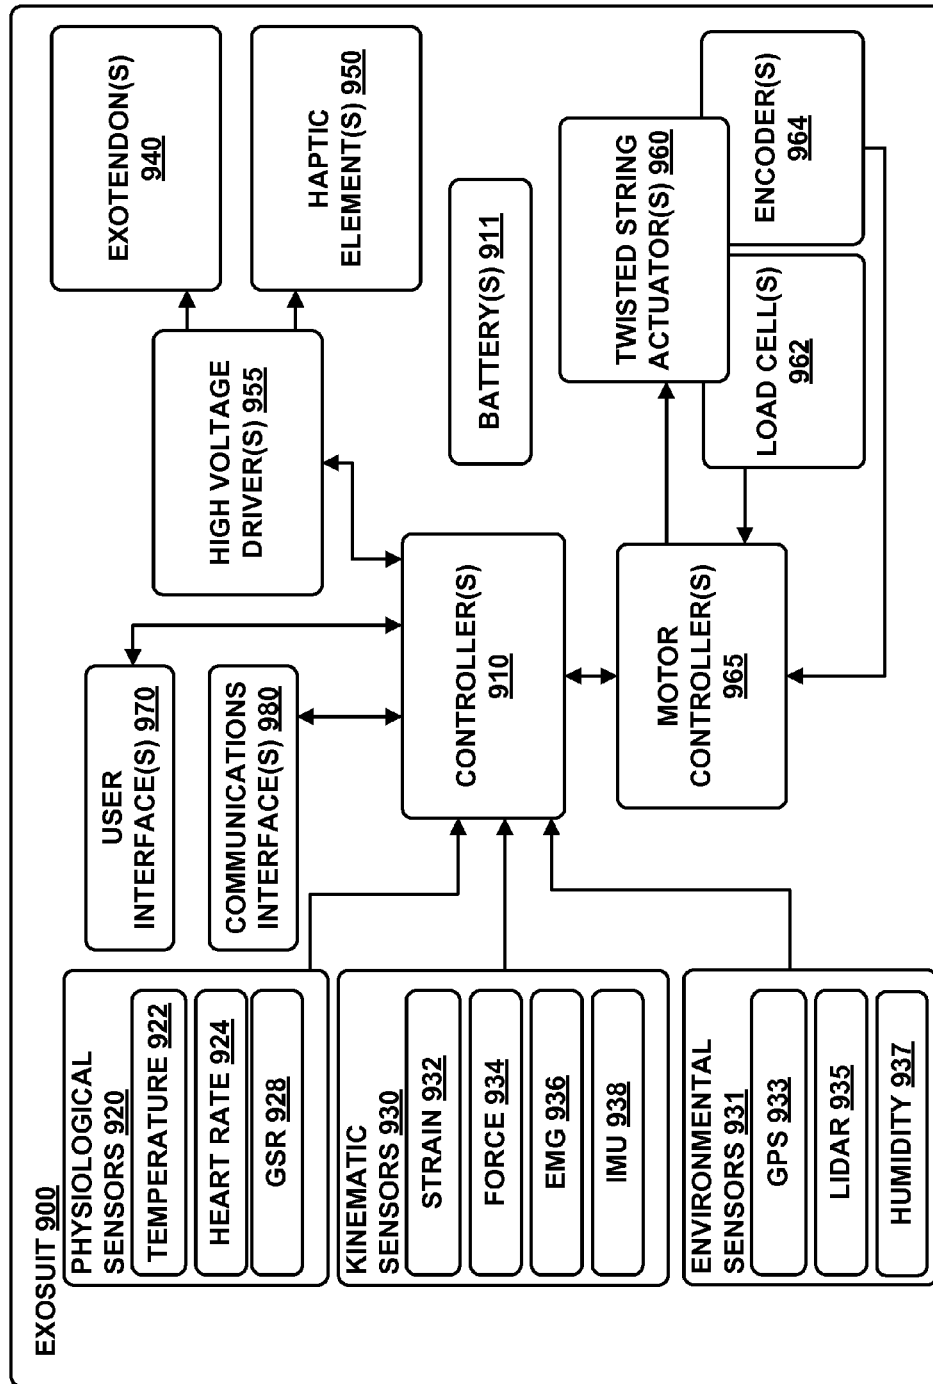 EXOSUIT 900
PHYSIOLOGICAL
SENSORS 920
TEMPERATURE 922
HEART RATE 924
GSR 928
KINEMATIC
SENSORS 930
STRAIN 932
FORCE 934
EMG 936
IMU 938
ENVIRONMENTAL
SENSORS 931
GPS 933
LIDAR 935
HUMIDITY 937
USER
INTERFACE(S) 970
COMMUNICATIONS
INTERFACE(S) 980
CONTROLLER(S)
910
MOTOR
CONTROLLER(S)
965
HIGH VOLTAGE
DRIVER(S) 955
EXOTENDON(S)
940
HAPTIC
ELEMENT(S) 950
BATTERY(S) 911
TWISTED STRING
ACTUATOR(S) 960
LOAD CELL(S)
962
ENCODER(S)
964